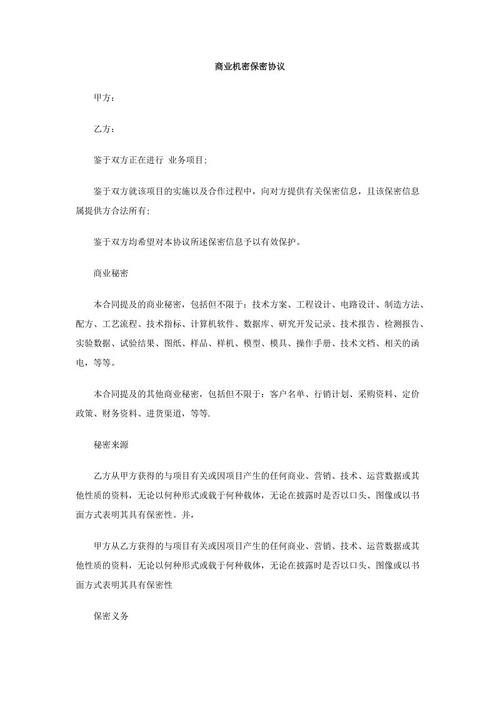 商业机密保密协议
甲方：
乙方：
鉴于双方正在进行 业务项目;
鉴于双方就该项目的实施以及合作过程中，向对方提供有关保密信息，且该保密信息
属提供方合法所有;
鉴于双方均希望对本协议所述保密信息予以有效保护。
商业秘密
本合同提及的商业秘密，包括但不限于：技术方案、工程设计、电路设计、制造方法、
配方、工艺流程、技术指标、计算机软件、数据库、研究开发记录、技术报告、检测报告、
实验数据、试验结果、图纸、样品、样机、模型、模具、操作手册、技术文档、相关的函
电，等等。
本合同提及的其他商业秘密，包括但不限于：客户名单、行销计划、采购资料、定价
政策、财务资料、进货渠道，等等.
秘密来源
乙方从甲方获得的与项目有关或因项目产生的任何商业、营销、技术、运营数据或其
他性质的资料，无论以何种形式或载于何种载体，无论在披露时是否以口头、图像或以书
面方式表明其具有保密性。并，
甲方从乙方获得的与项目有关或因项目产生的任何商业、营销、技术、运营数据或其
他性质的资料，无论以何种形式或载于何种载体，无论在披露时是否以口头、图像或以书
面方式表明其具有保密性
保密义务